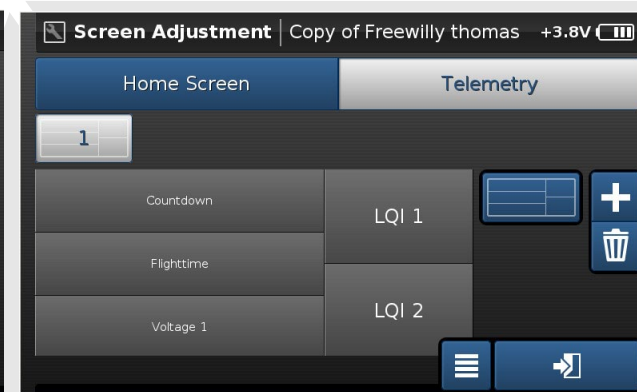 Screen Adjustment Copy of Freewilly thomas +3.8V
Home Screen Telemetry
1
Countdown
LQI 1
Flighttime
LQI 2
Voltage 1